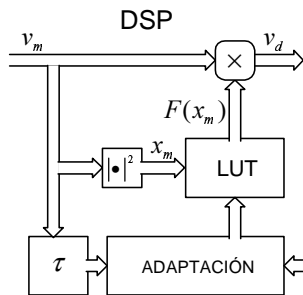 DSP
v_m
×
v_d
F(x_m)
|•|²
x_m
LUT
τ
ADAPTACIÓN